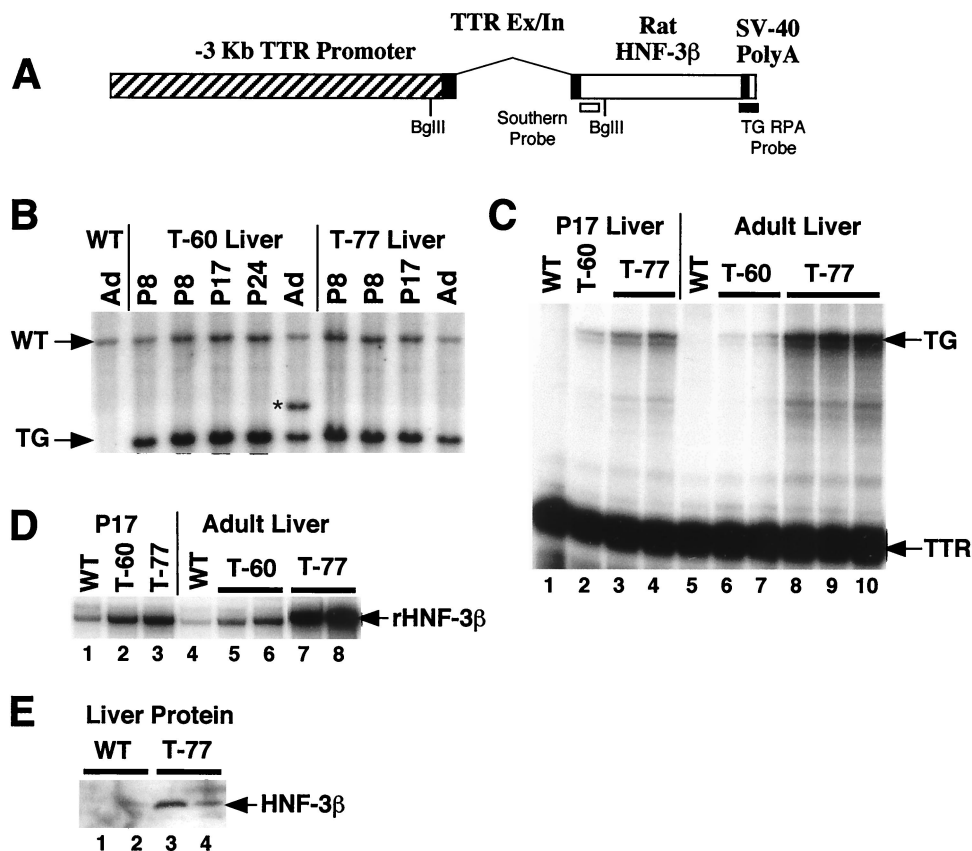 A
-3 Kb TTR Promoter
TTR Ex/In
Rat
HNF-3β
SV-40
PolyA
BglII
Southern
Probe
BglII
TG RPA
Probe
B
WT
T-60 Liver
T-77 Liver
Ad
P8
P8
P17
P24
Ad
P8
P8
P17
Ad
WT
*
TG
C
P17 Liver
Adult Liver
WT
T-60
T-77
WT
T-60
T-77
TG
TTR
1 2 3 4 5 6 7 8 9 10
D
P17
Adult Liver
WT
T-60
T-77
WT
T-60
T-77
rHNF-3β
1 2 3 4 5 6 7 8
E
Liver Protein
WT
T-77
HNF-3β
1 2 3 4